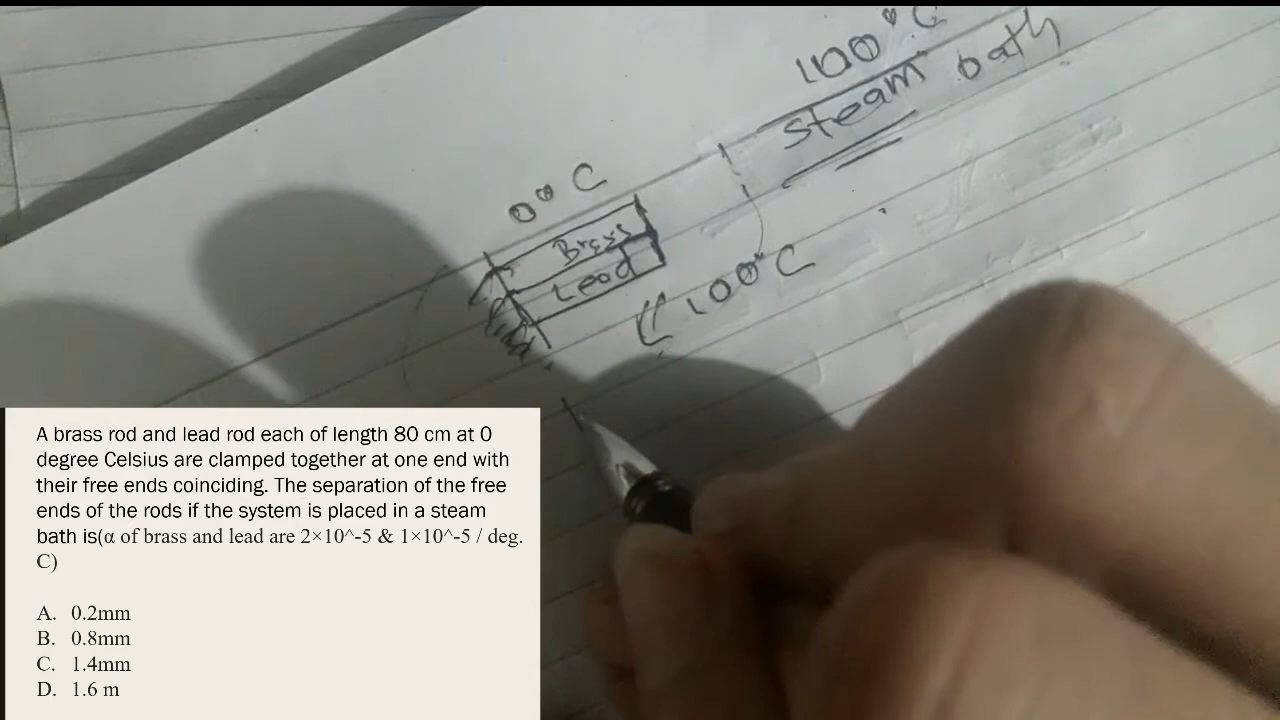 100°C
steam bath
0°C
Brass
Lead
100°C
A brass rod and lead rod each of length 80 cm at 0
degree Celsius are clamped together at one end with
their free ends coinciding. The separation of the free
ends of the rods if the system is placed in a steam
bath is(α of brass and lead are 2×10^-5 & 1×10^-5 / deg.
C)
A. 0.2mm
B. 0.8mm
C. 1.4mm
D. 1.6 m